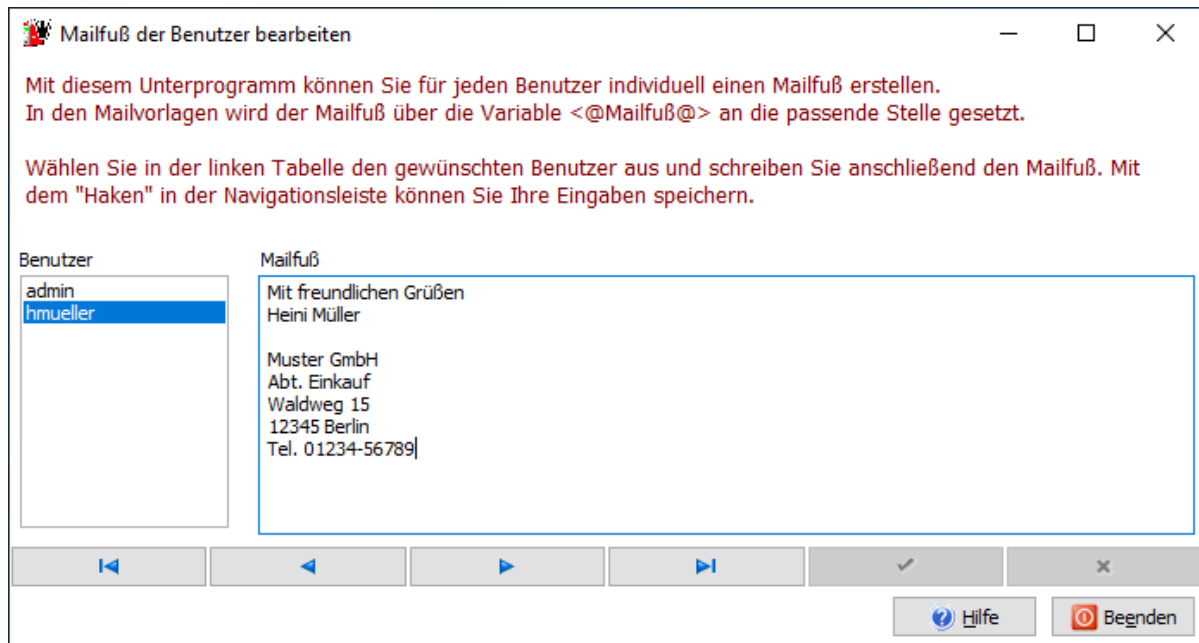 Mailfuß der Benutzer bearbeiten
Mit diesem Unterprogramm können Sie für jeden Benutzer individuell einen Mailfuß erstellen.
In den Mailvorlagen wird der Mailfuß über die Variable <@Mailfuß@> an die passende Stelle gesetzt.
Wählen Sie in der linken Tabelle den gewünschten Benutzer aus und schreiben Sie anschließend den Mailfuß. Mit
dem "Haken" in der Navigationsleiste können Sie Ihre Eingaben speichern.
Benutzer
admin
hmueller
Mailfuß
Mit freundlichen Grüßen
Heini Müller
Muster GmbH
Abt. Einkauf
Waldweg 15
12345 Berlin
Tel. 01234-56789
Hilfe
Beenden